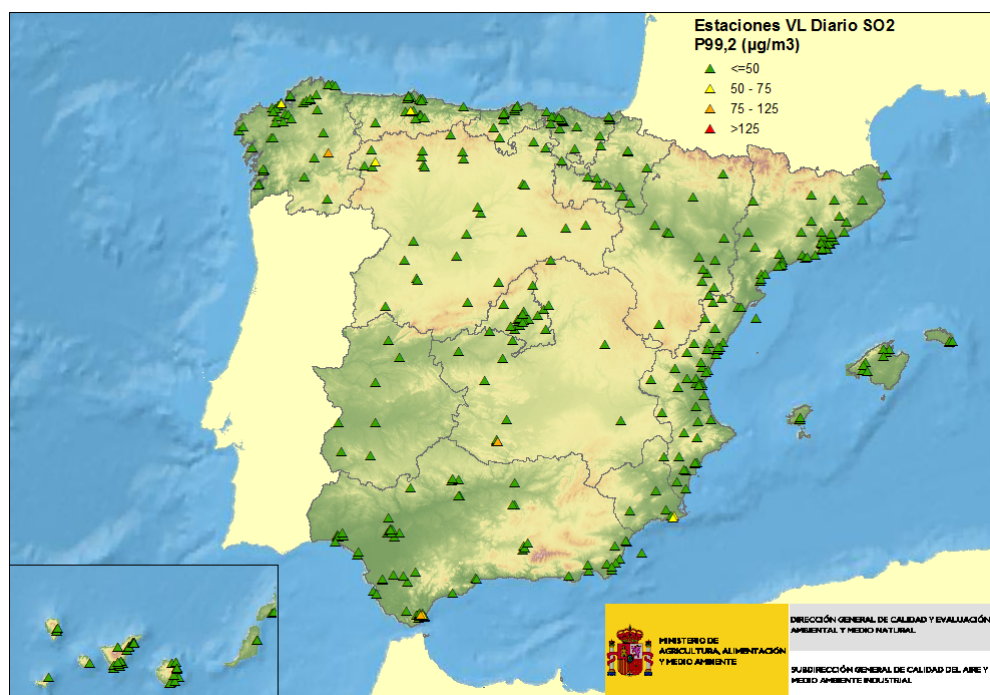 Estaciones VL Diario SO2
P99,2 (µg/m3)
<=50
50 - 75
75 - 125
>125
MINISTERIO DE
AGRICULTURA, ALIMENTACIÓN
Y MEDIO AMBIENTE
DIRECCIÓN GENERAL DE CALIDAD Y EVALUACIÓN
AMBIENTAL Y MEDIO NATURAL
SUBDIRECCIÓN GENERAL DE CALIDAD DEL AIRE Y
MEDIO AMBIENTE INDUSTRIAL